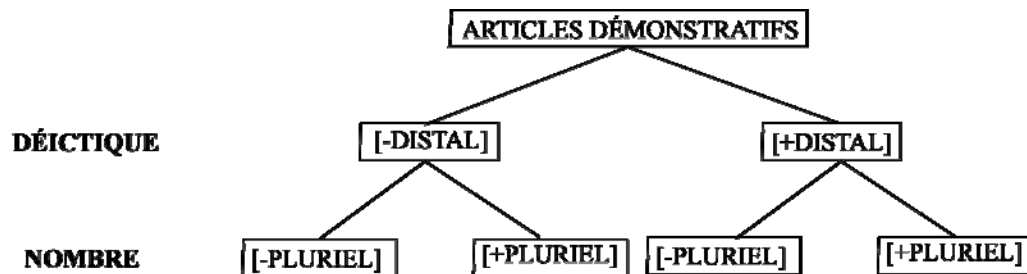 ARTICLES DÉMONSTRATIFS
DÉICTIQUE [-DISTAL] [+DISTAL]
NOMBRE [-PLURIEL] [+PLURIEL] [-PLURIEL] [+PLURIEL]